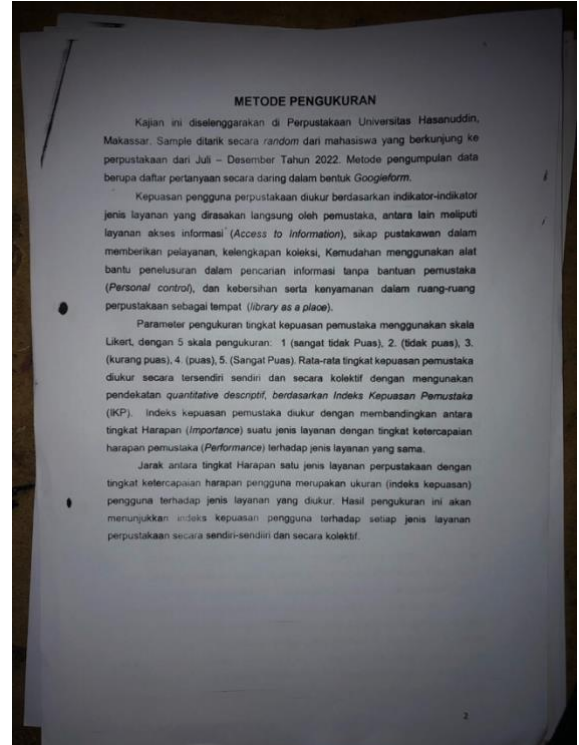 METODE PENGUKURAN
Kajian ini diselenggarakan di Perpustakaan Universitas Hasanuddin,
Makassar. Sample ditarik secara random dari mahasiswa yang berkunjung ke
perpustakaan dari Juli – Desember Tahun 2022. Metode pengumpulan data
berupa daftar pertanyaan secara daring dalam bentuk Googleform.
Kepuasan pengguna perpustakaan diukur berdasarkan indikator-indikator
jenis layanan yang dirasakan langsung oleh pemustaka, antara lain meliputi
layanan akses informasi (Access to Information), sikap pustakawan dalam
memberikan pelayanan, kelengkapan koleksi, Kemudahan menggunakan alat
bantu penelusuran dalam pencarian informasi tanpa bantuan pemustaka
(Personal control), dan kebersihan serta kenyamanan dalam ruang-ruang
perpustakaan sebagai tempat (library as a place).
Parameter pengukuran tingkat kepuasan pemustaka menggunakan skala
Likert, dengan 5 skala pengukuran: 1 (sangat tidak Puas), 2. (tidak puas), 3.
(kurang puas), 4. (puas), 5. (Sangat Puas). Rata-rata tingkat kepuasan pemustaka
diukur secara tersendiri sendiri dan secara kolektif dengan mengunakan
pendekatan quantitative descriptif, berdasarkan Indeks Kepuasan Pemustaka
(IKP). Indeks kepuasan pemustaka diukur dengan membandingkan antara
tingkat Harapan (Importance) suatu jenis layanan dengan tingkat ketercapaian
harapan pemustaka (Performance) terhadap jenis layanan yang sama.
Jarak antara tingkat Harapan satu jenis layanan perpustakaan dengan
tingkat ketercapaian harapan pengguna merupakan ukuran (indeks kepuasan)
pengguna terhadap jenis layanan yang diukur. Hasil pengukuran ini akan
menunjukkan indeks kepuasan pengguna terhadap setiap jenis layanan
perpustakaan secara sendiri-sendiiri dan secara kolektif.
2